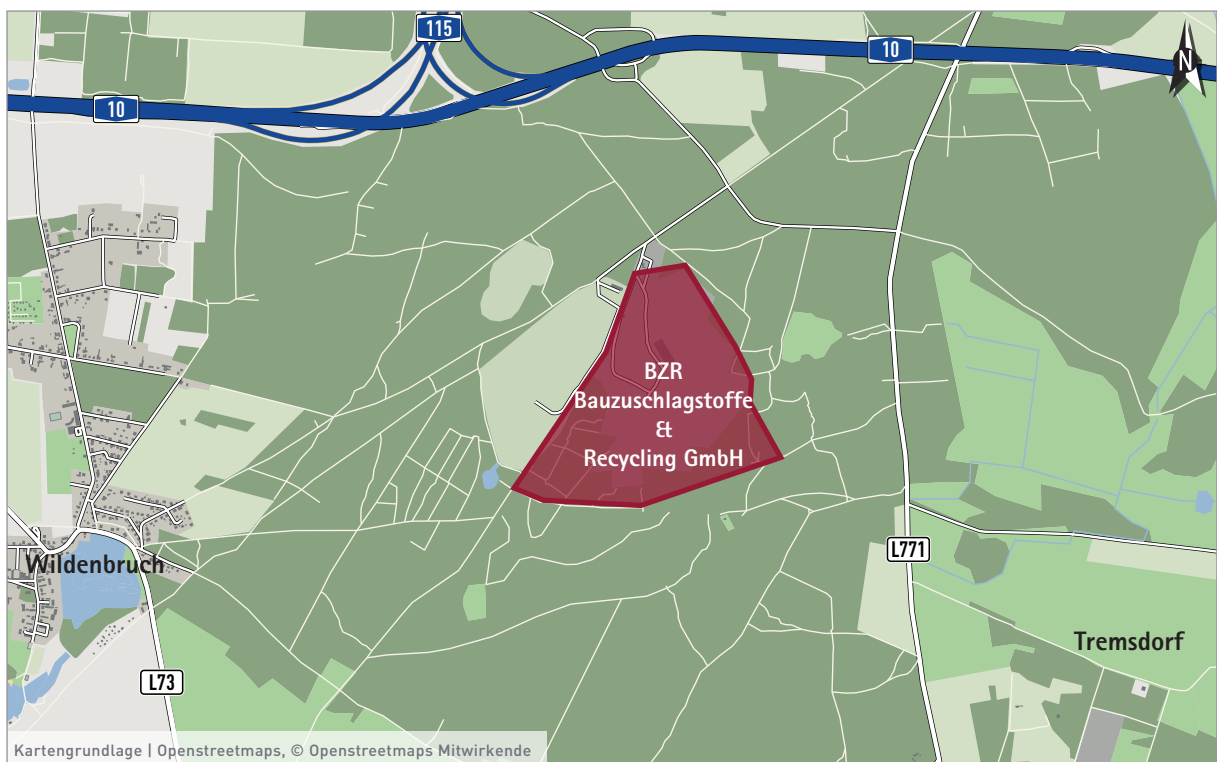 115
10
10
N
BZR
Bauzuschlagstoffe
&
Recycling GmbH
L771
Wildenbruch
Tremsdorf
L73
Kartengrundlage | Openstreetmaps, © Openstreetmaps Mitwirkende